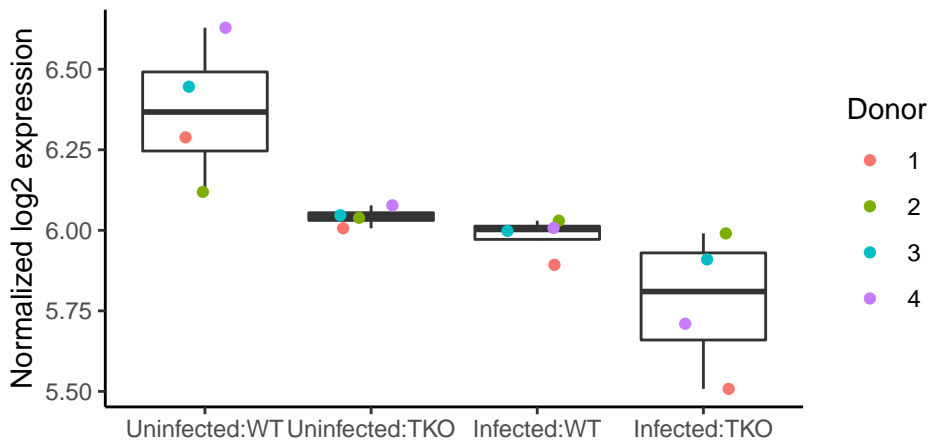 Normalized log2 expression
6.50
6.25
6.00
5.75
5.50
Uninfected:WT
Uninfected:TKO
Infected:WT
Infected:TKO
Donor
1
2
3
4